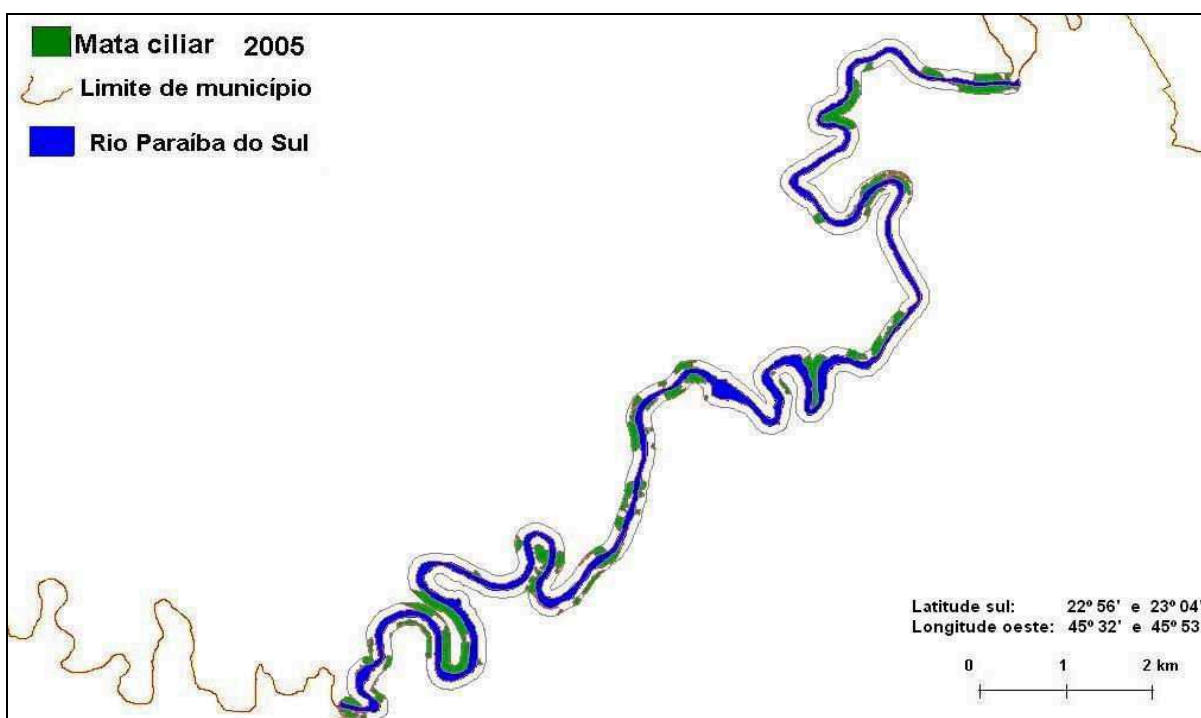 Mata ciliar 2005
Limite de município
Rio Paraíba do Sul
Latitude sul: 22º 56' e 23º 04'
Longitude oeste: 45º 32' e 45º 53
0 1 2 km